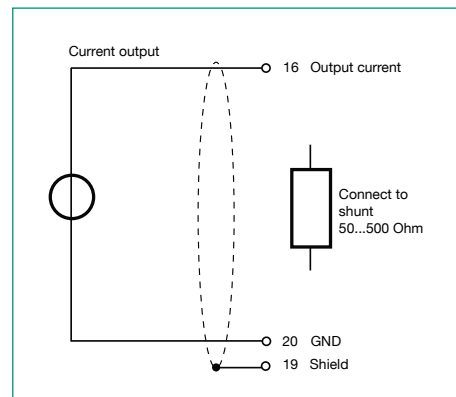 Current output
16 Output current
Connect to
shunt
50...500 Ohm
20 GND
19 Shield